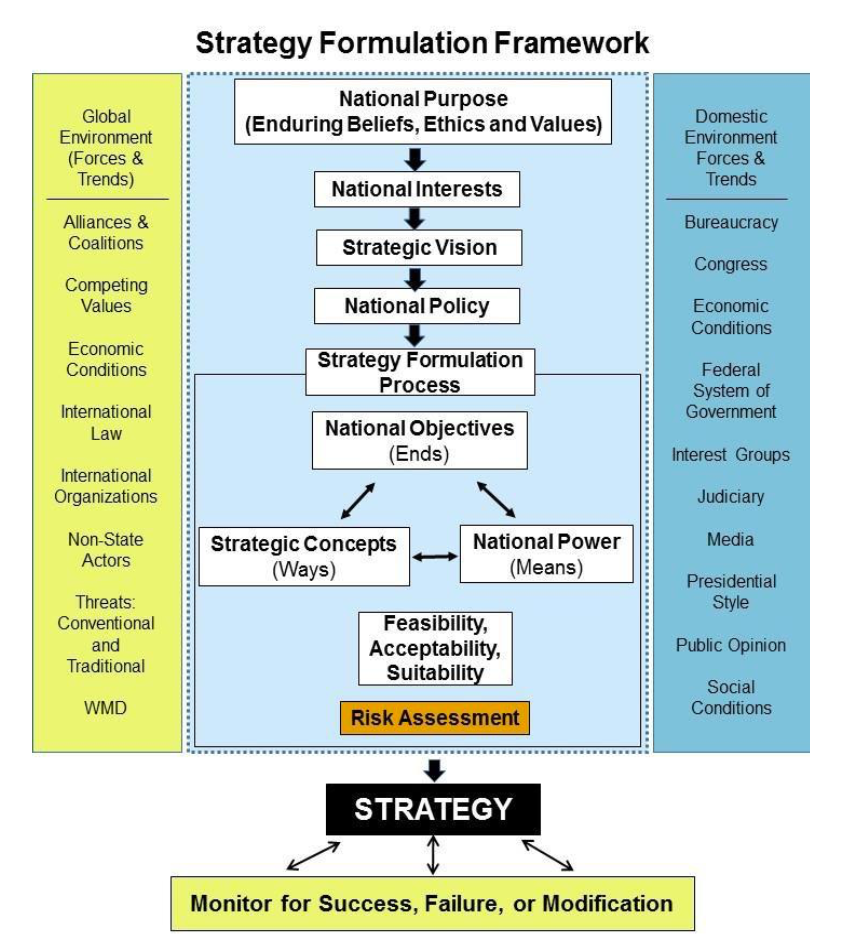 Strategy Formulation Framework
Global
Environment
(Forces &
Trends)
Alliances &
Coalitions
Competing
Values
Economic
Conditions
International
Law
International
Organizations
Non-State
Actors
Threats:
Conventional
and
Traditional
WMD
National Purpose
(Enduring Beliefs, Ethics and Values)
National Interests
Strategic Vision
National Policy
Strategy Formulation
Process
National Objectives
(Ends)
Strategic Concepts
(Ways)
National Power
(Means)
Feasibility,
Acceptability,
Suitability
Risk Assessment
Domestic
Environment
Forces &
Trends
Bureaucracy
Congress
Economic
Conditions
Federal
System of
Government
Interest Groups
Judiciary
Media
Presidential
Style
Public Opinion
Social
Conditions
STRATEGY
Monitor for Success, Failure, or Modification